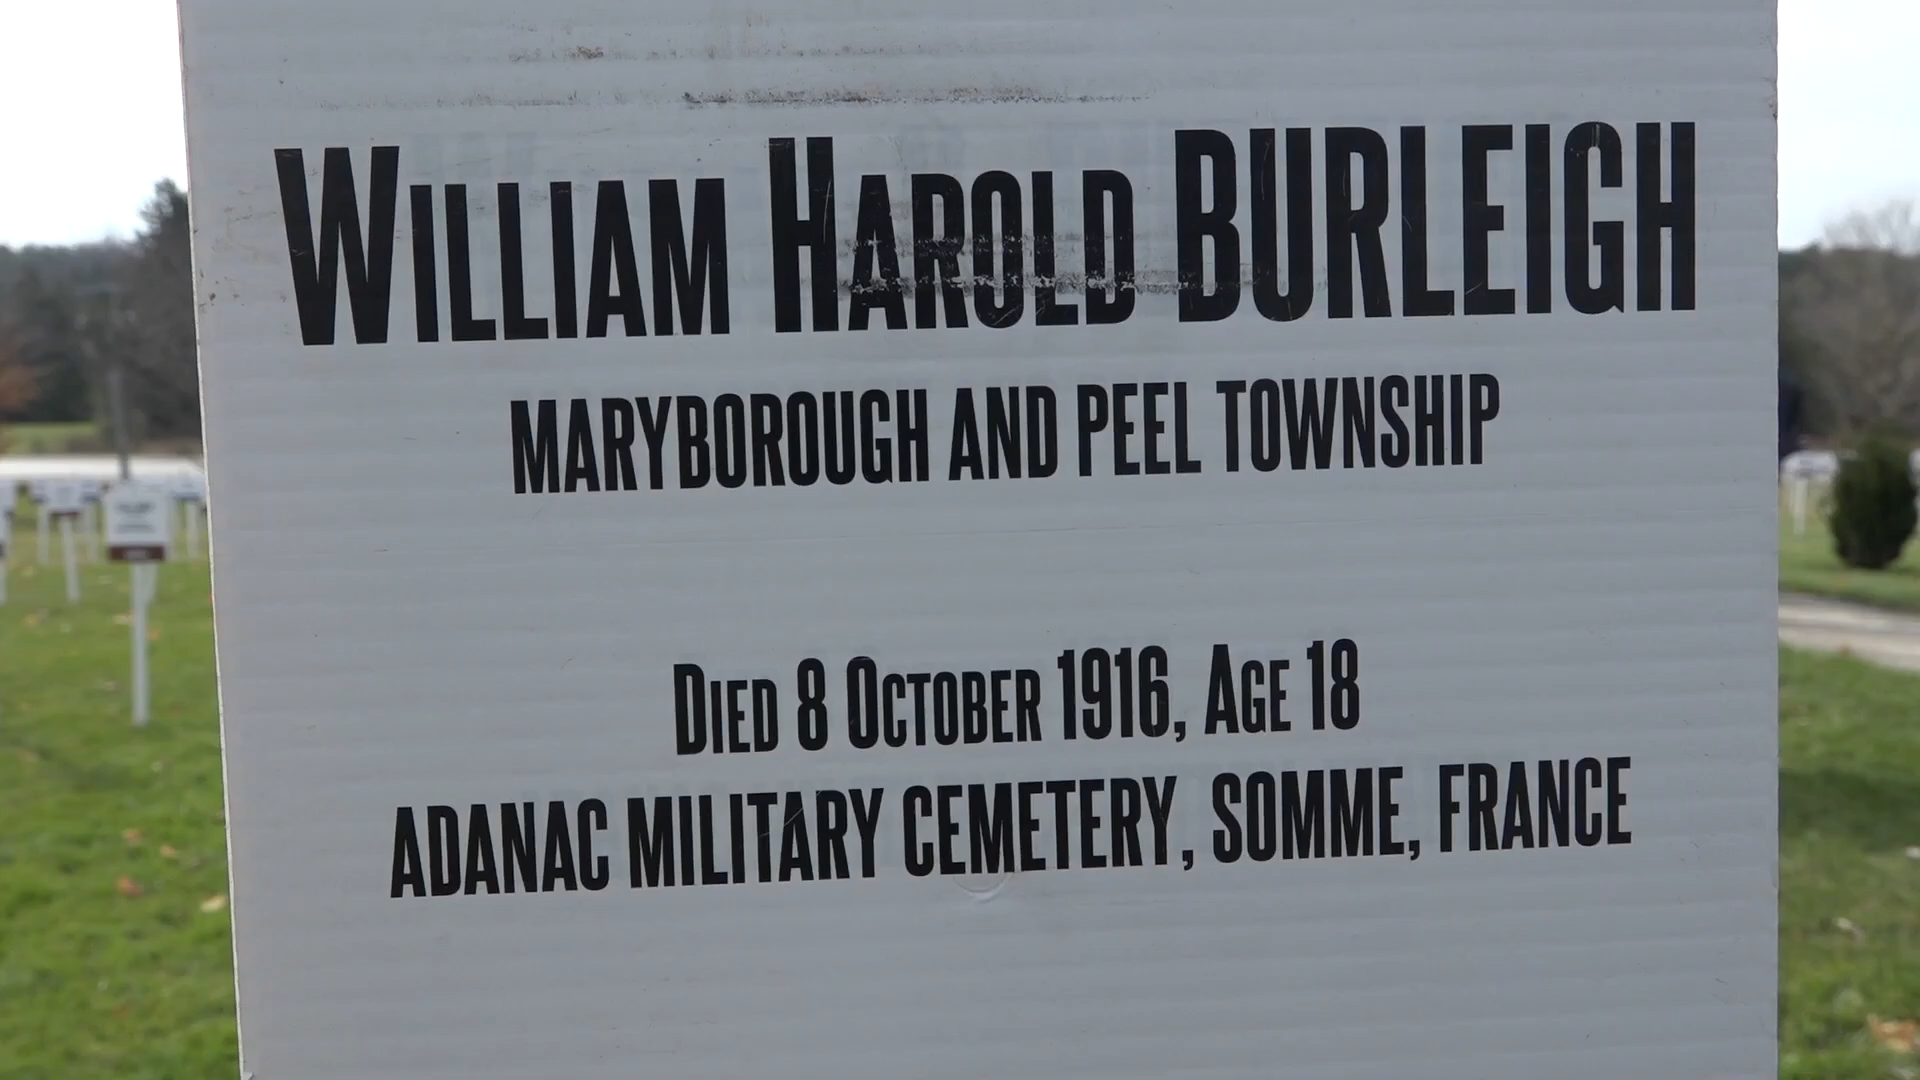 William Harold BURLEIGH
MARYBOROUGH AND PEEL TOWNSHIP
Died 8 October 1916, Age 18
ADANAC MILITARY CEMETERY, SOMME, FRANCE